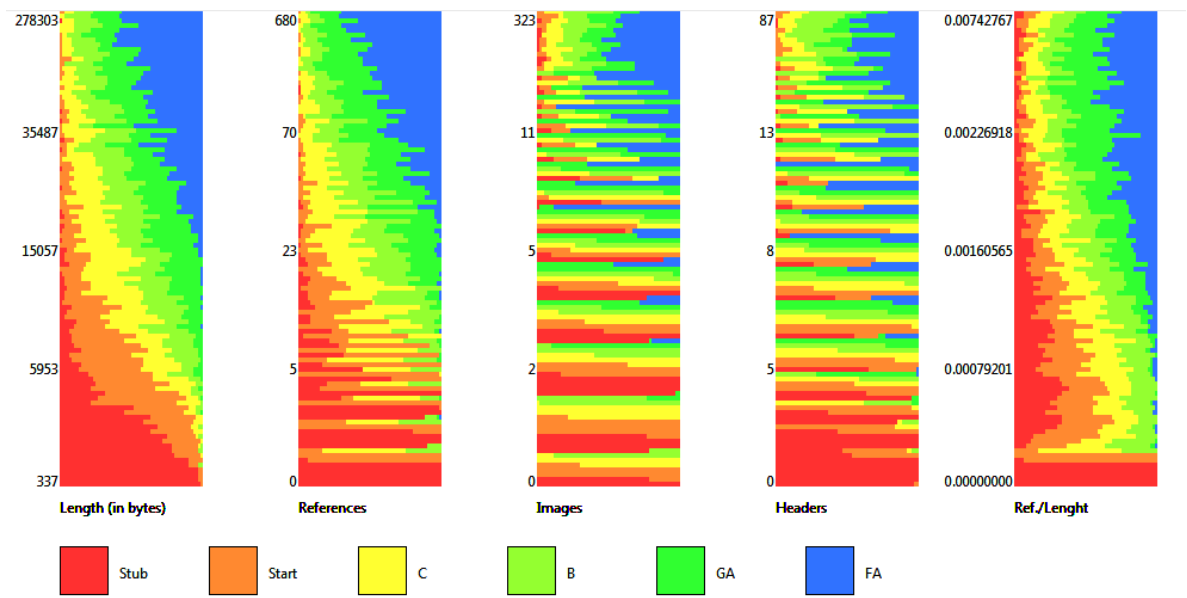 278303 680 323 87 0.00742767
35487 70 11 13 0.00226918
15057 23 5 8 0.00160565
5953 5 2 5 0.00079201
337 0 0 0 0.00000000
Length (in bytes) References Images Headers Ref./Lenght
Stub Start C B GA FA